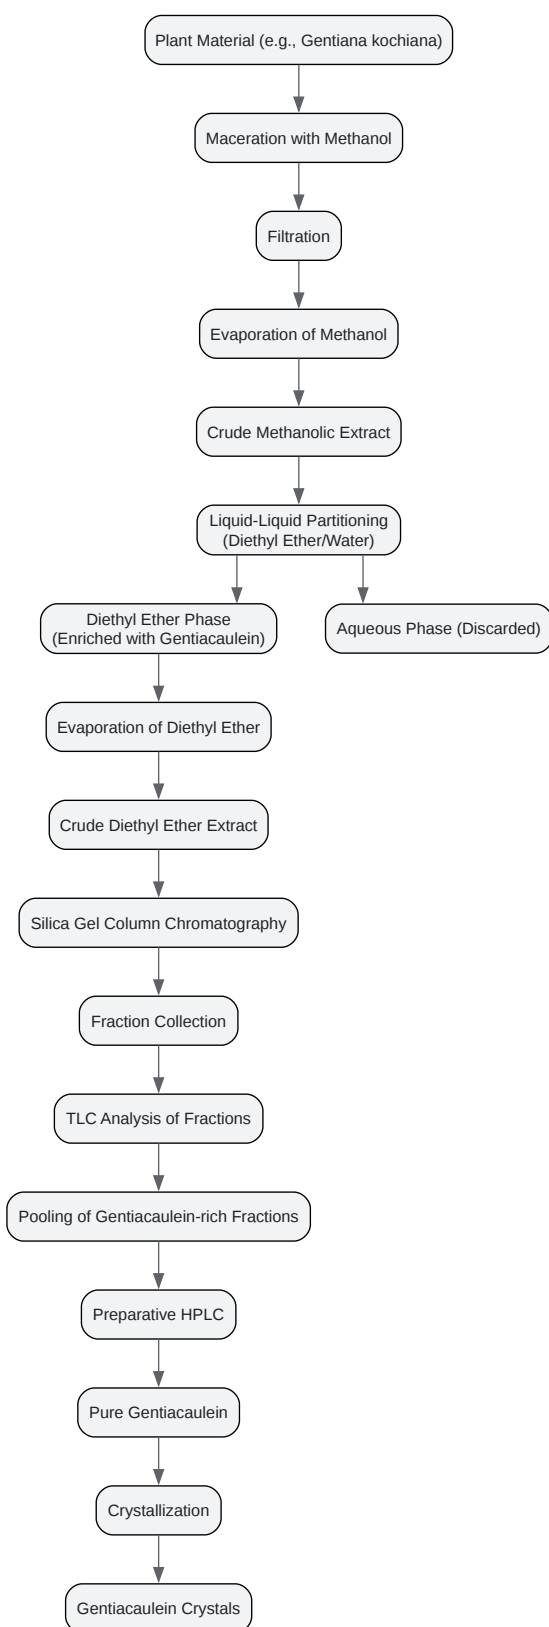 Plant Material (e.g., Gentiana kochiana)
Maceration with Methanol
Filtration
Evaporation of Methanol
Crude Methanolic Extract
Liquid-Liquid Partitioning
(Diethyl Ether/Water)
Diethyl Ether Phase
(Enriched with Gentiacaulein)
Aqueous Phase (Discarded)
Evaporation of Diethyl Ether
Crude Diethyl Ether Extract
Silica Gel Column Chromatography
Fraction Collection
TLC Analysis of Fractions
Pooling of Gentiacaulein-rich Fractions
Preparative HPLC
Pure Gentiacaulein
Crystallization
Gentiacaulein Crystals